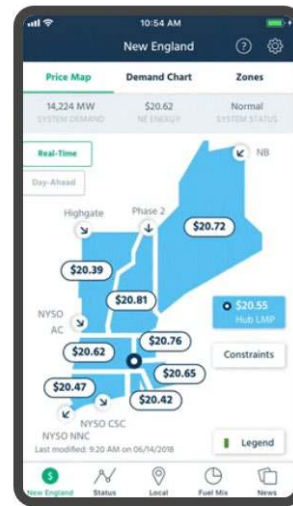 10:54 AM
New England
?
Price Map Demand Chart Zones
14,224 MW $20.62 Normal
SYSTEM DEMAND NE ENERGY SYSTEM STATUS
Real-Time
Day-Ahead
NB
Highgate Phase 2
$20.72
$20.39
$20.81
$20.55
Hub LMP
NYSO
AC
$20.76
$20.62
Constraints
$20.65
$20.47
$20.42
NYSO CSC
NYSO NNC
Last modified: 9:20 AM on 06/14/2018
Legend
$
New England Status Local Fuel Mix News